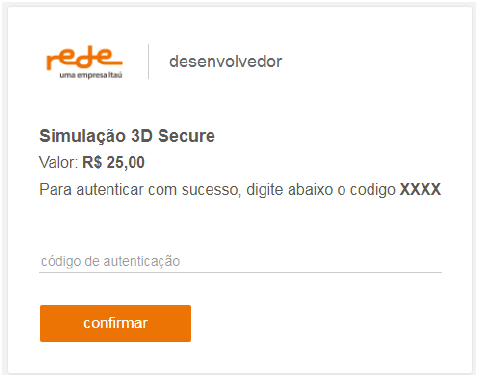 rede
uma empresa Itaú
desenvolvedor
Simulação 3D Secure
Valor: R$ 25,00
Para autenticar com sucesso, digite abaixo o codigo XXXX
código de autenticação
confirmar